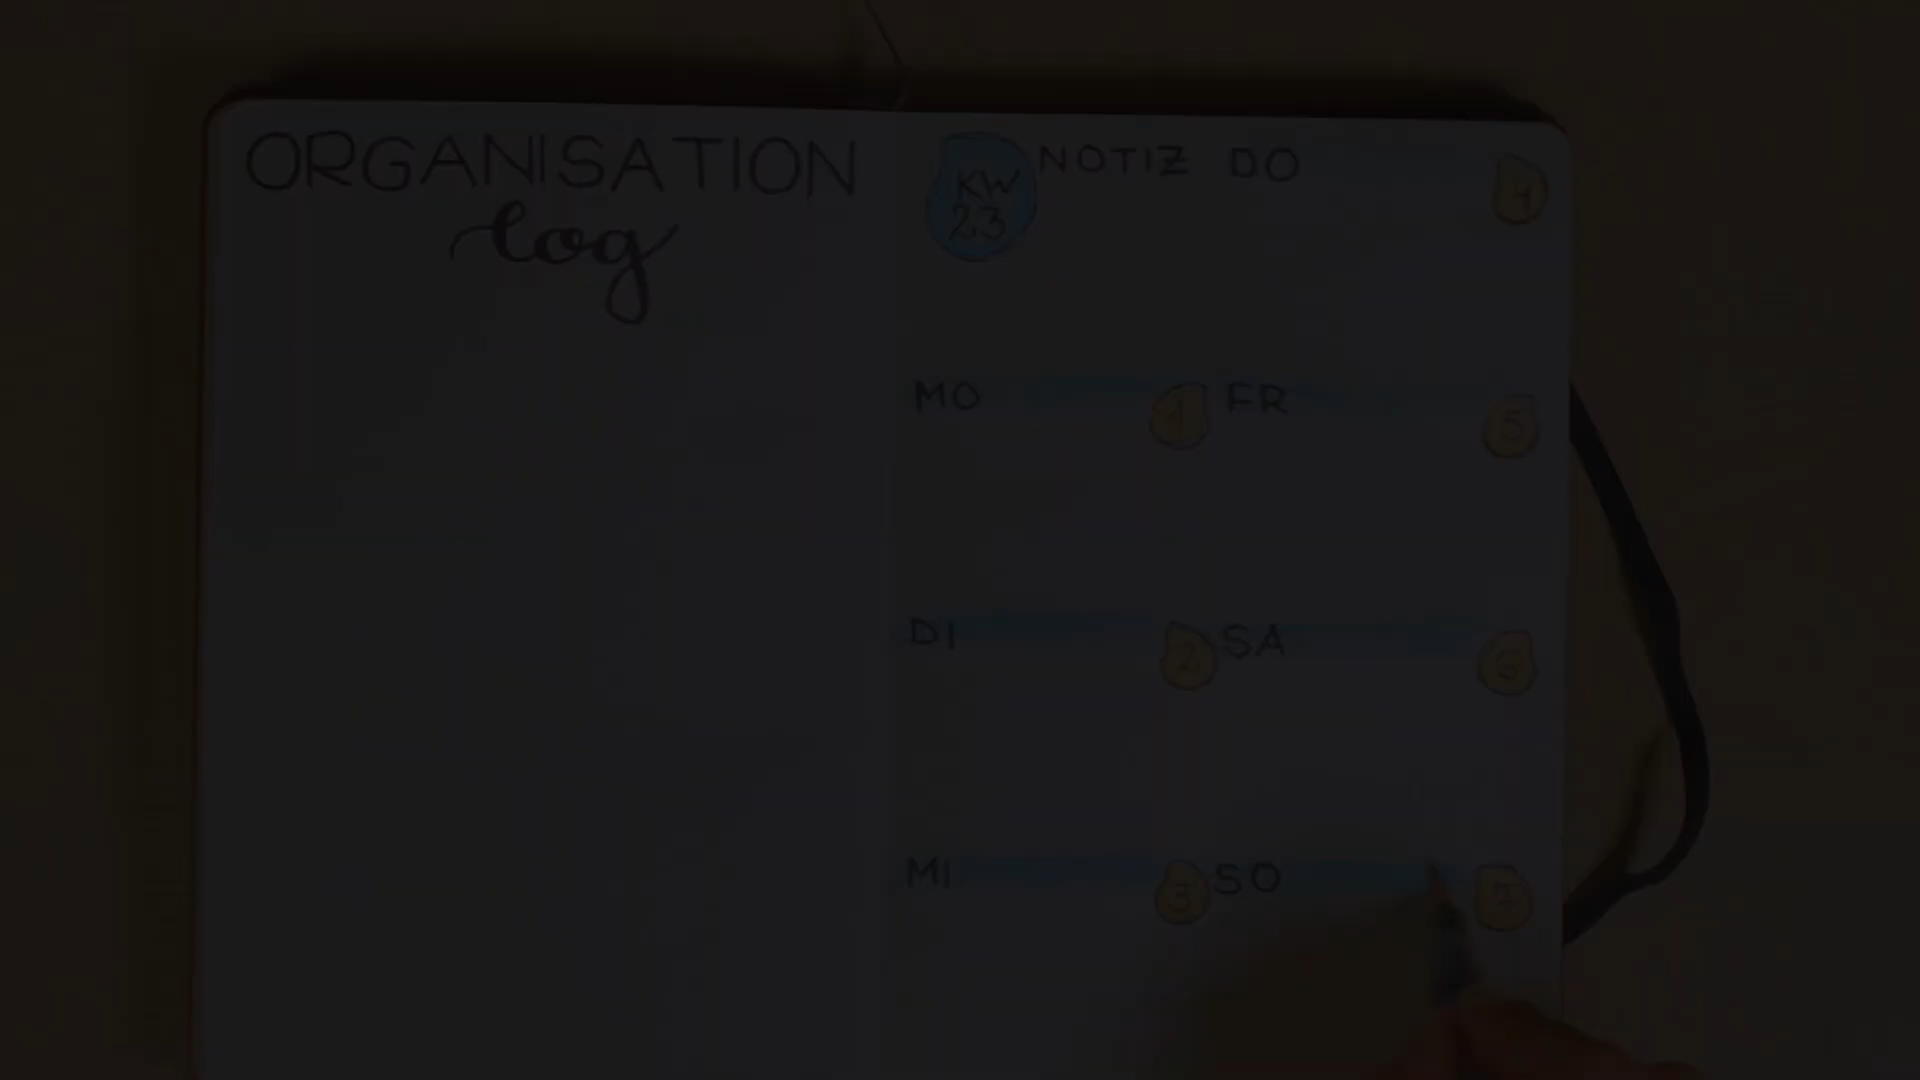 ORGANISATION
log
KW
23
NOTIZ
MO 1
DI 2
MI 3
DO 4
FR 5
SA 6
SO 7